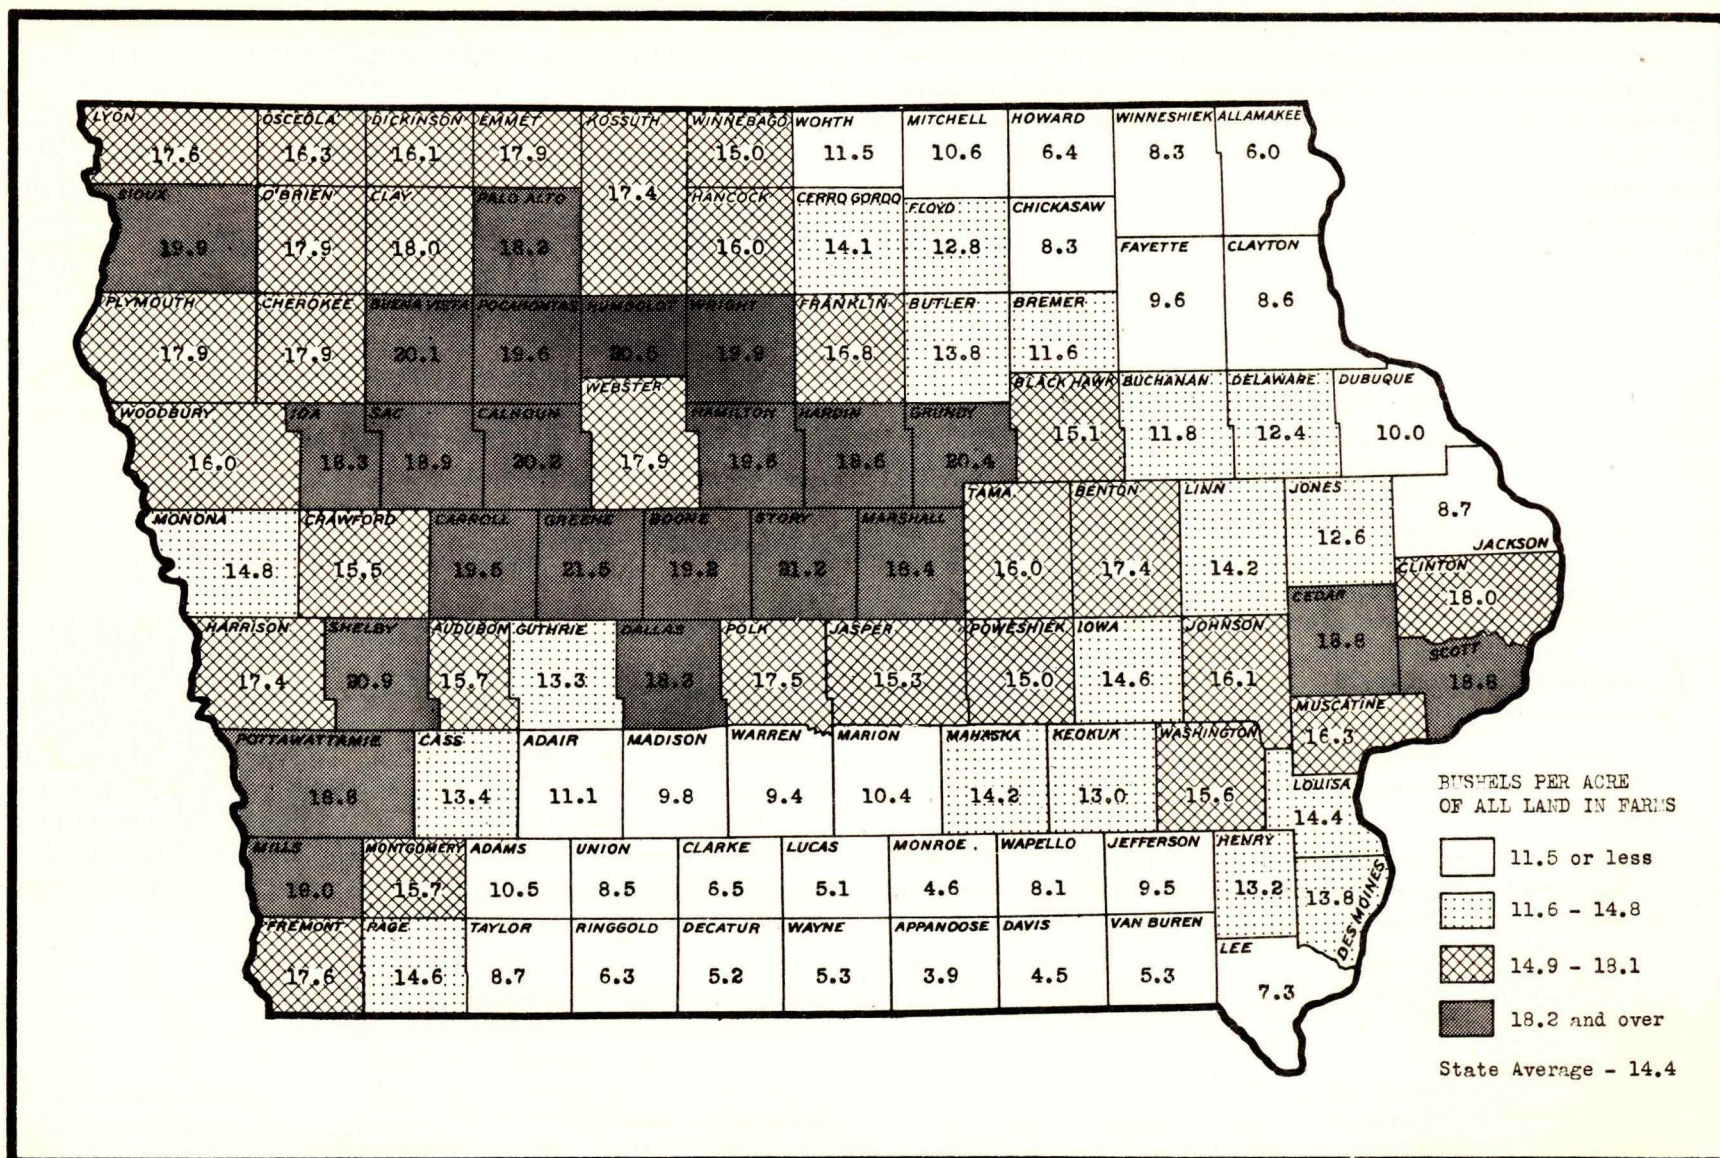 LYON
17.6
OSCEOLA
16.3
DICKINSON
16.1
EMMET
17.9
KOSSUTH
17.4
WINNEBAGO
15.0
WORTH
11.5
MITCHELL
10.6
HOWARD
6.4
WINNESHIEK
8.3
ALLAMAKEE
6.0
SIOUX
19.9
O'BRIEN
17.9
CLAY
18.0
PALO ALTO
18.2
HANCOCK
16.0
CERRO GORDO
14.1
FLOYD
12.8
CHICKASAW
8.3
FAYETTE
9.6
CLAYTON
8.6
PLYMOUTH
17.9
CHEROKEE
17.9
BUENA VISTA
20.1
POCAHONTAS
19.6
HUMBOLDT
20.5
WRIGHT
19.9
FRANKLIN
16.8
BUTLER
13.8
BREMER
11.6
WOODBURY
16.0
IDA
18.3
SAC
18.9
CALHOUN
20.2
WEBSTER
17.9
HAMILTON
19.6
HARDIN
18.6
GRUNDY
20.4
BLACK HAWK
15.1
BUCHANAN
11.8
DELAWARE
12.4
DUBUQUE
10.0
MONONA
14.8
CRAWFORD
15.5
CARROLL
19.5
GREENE
21.5
BOONE
19.2
STORY
21.2
MARSHALL
18.4
TAMA
16.0
BENTON
17.4
LINN
14.2
JONES
12.6
8.7
JACKSON
CLINTON
18.0
HARRISON
17.4
SHELBY
20.9
AUDUBON
15.7
GUTHRIE
13.3
DALLAS
18.3
POLK
17.5
JASPER
15.3
POWESHIEK
15.0
IOWA
14.6
JOHNSON
16.1
CEDAR
18.8
SCOTT
18.8
MUSCATINE
16.3
POTTAWATTAMIE
18.8
CASS
13.4
ADAIR
11.1
MADISON
9.8
WARREN
9.4
MARION
10.4
MAHASKA
14.2
KEOKUK
13.0
WASHINGTON
15.6
LOUISA
14.4
MILLS
19.0
MONTGOMERY
15.7
ADAMS
10.5
UNION
8.5
CLARKE
6.5
LUCAS
5.1
MONROE
4.6
WAPELLO
8.1
JEFFERSON
9.5
HENRY
13.2
DES MOINES
13.8
FREMONT
17.6
PAGE
14.6
TAYLOR
8.7
RINGGOLD
6.3
DECATUR
5.2
WAYNE
5.3
APPANOOSE
3.9
DAVIS
4.5
VAN BUREN
5.3
LEE
7.3
BUSHELS PER ACRE
OF ALL LAND IN FARMS
11.5 or less
11.6 - 14.8
14.9 - 18.1
18.2 and over
State Average - 14.4